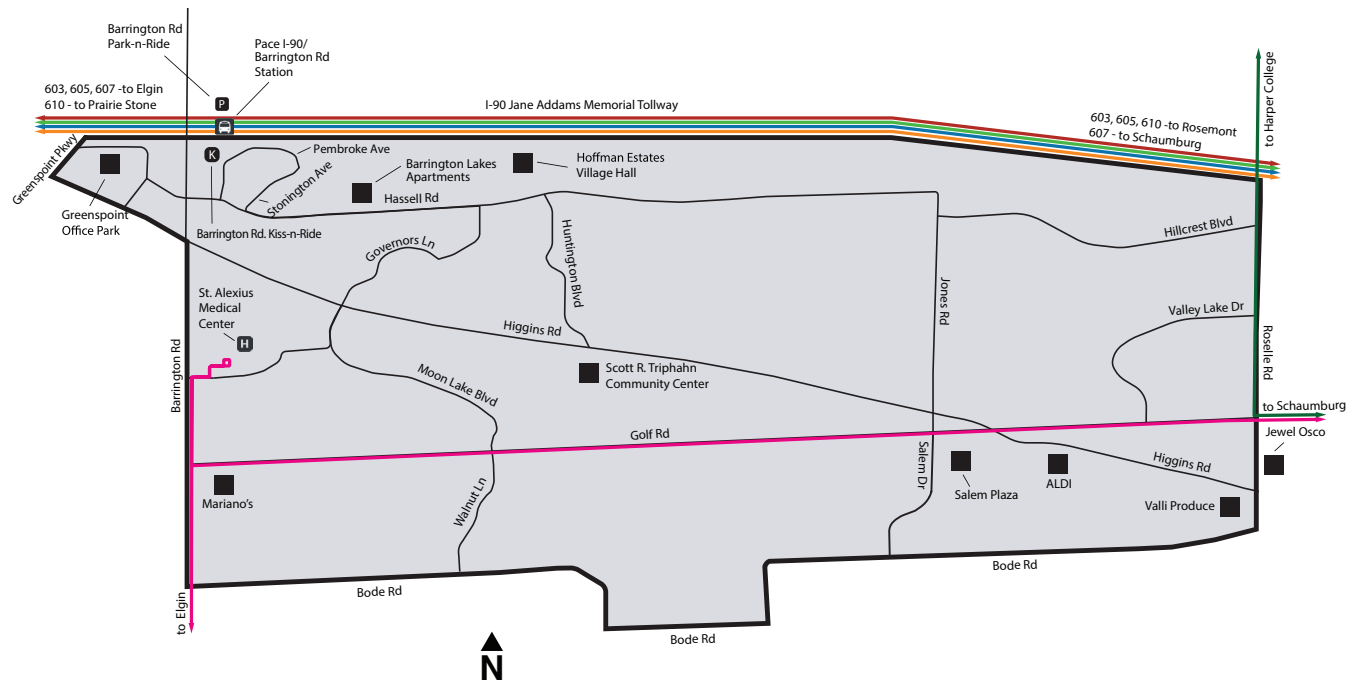 Barrington Rd
Park-n-Ride
Pace I-90/
Barrington Rd
Station
603, 605, 607 -to Elgin
610 - to Prairie Stone
P
I-90 Jane Addams Memorial Tollway
603, 605, 610 -to Rosemont
607 - to Schaumburg
to Harper College
Greenspoint Pkwy
K
Pembroke Ave
Stonington Ave
Barrington Lakes
Apartments
Hoffman Estates
Village Hall
Hassell Rd
Greenspoint
Office Park
Barrington Rd. Kiss-n-Ride
Governors Ln
Huntington Blvd
Hillcrest Blvd
Jones Rd
St. Alexius
Medical
Center
H
Higgins Rd
Valley Lake Dr
Roselle Rd
Barrington Rd
Moon Lake Blvd
Scott R. Triphahn
Community Center
to Schaumburg
Golf Rd
Jewel Osco
Higgins Rd
Salem Dr
Salem Plaza
ALDI
Valli Produce
Mariano's
Walnut Ln
Bode Rd
Bode Rd
Bode Rd
to Elgin
N